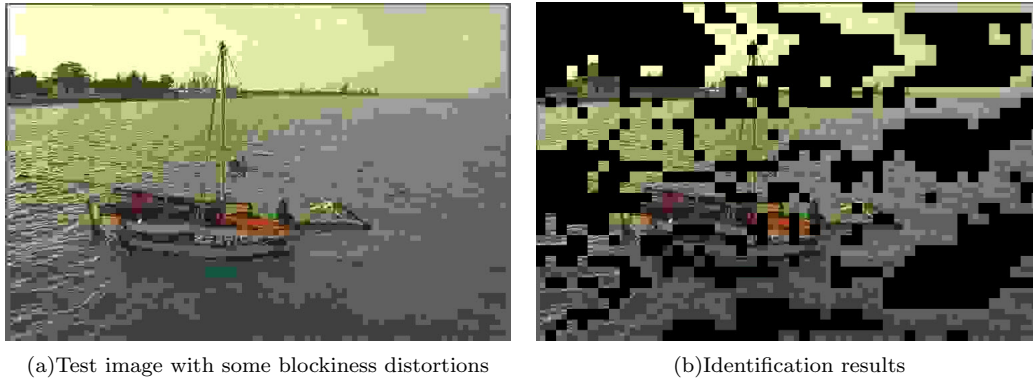 (a)Test image with some blockiness distortions
(b)Identification results